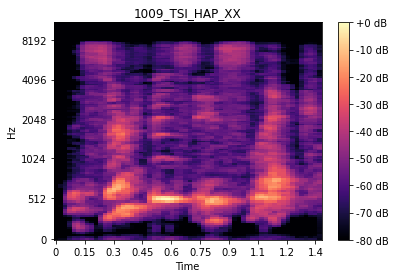 1009_TSI_HAP_XX
8192
4096
2048
1024
512
0
Hz
0 0.15 0.3 0.45 0.6 0.75 0.9 1.1 1.2 1.4
Time
+0 dB
-10 dB
-20 dB
-30 dB
-40 dB
-50 dB
-60 dB
-70 dB
-80 dB